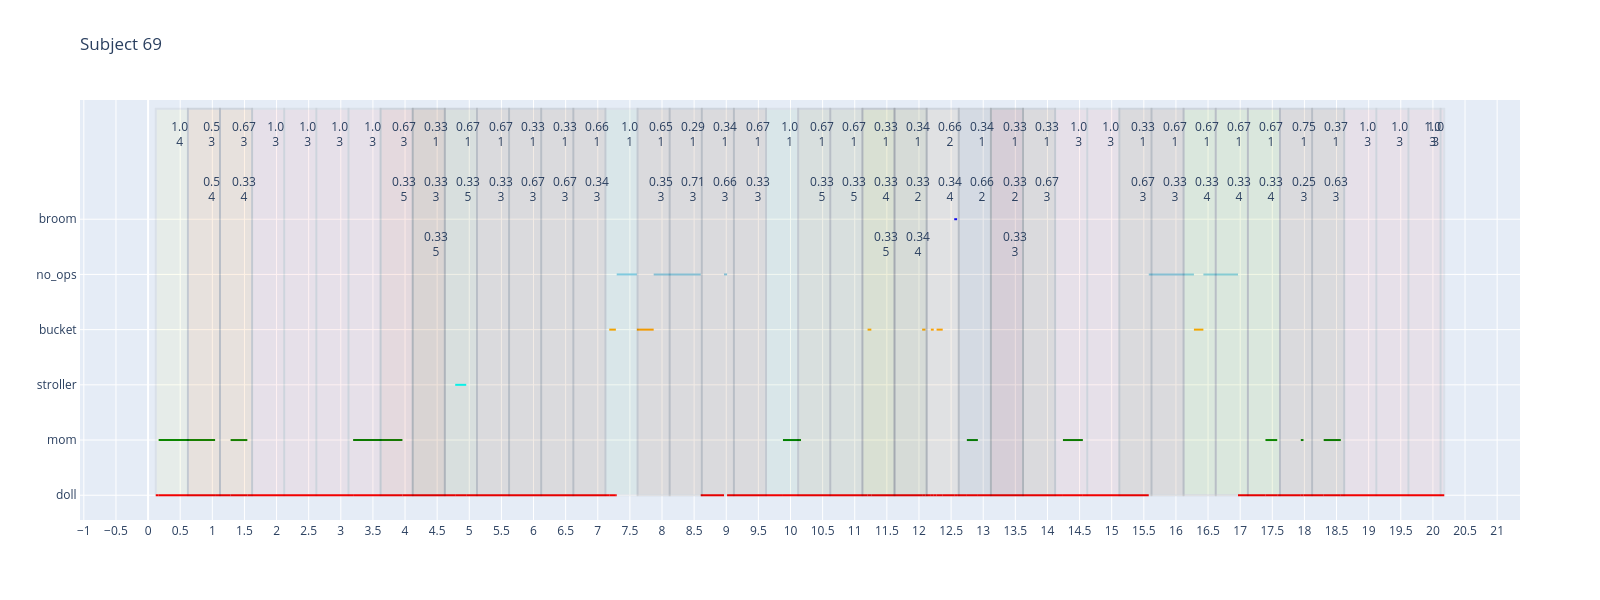 Subject 69
1.0 0.5 0.67 1.0 1.0 1.0 1.0 0.67 0.33 0.67 0.67 0.33 0.33 0.66 1.0 0.65 0.29 0.34 0.67 1.0 0.67 0.67 0.33 0.34 0.66 0.34 0.33 0.33 1.0 1.0 0.33 0.67 0.67 0.67 0.67 0.75 0.37 1.0 1.0 1.0 1.0
4 3 3 3 3 3 3 3 1 1 1 1 1 1 1 1 1 1 1 1 1 1 1 1 2 1 1 1 3 3 1 1 1 1 1 1 1 3 3 3 3
0.5 0.33 0.33 0.33 0.33 0.33 0.67 0.67 0.34 0.35 0.71 0.66 0.33 0.33 0.33 0.33 0.33 0.34 0.66 0.33 0.67 0.67 0.33 0.33 0.33 0.33 0.25 0.63
4 4 5 3 5 3 3 3 3 3 3 3 3 5 5 4 2 4 2 2 3 3 3 4 4 4 3 3
broom
0.33 0.33 0.34 0.33
5 5 4 3
no_ops
bucket
stroller
mom
doll
−1 −0.5 0 0.5 1 1.5 2 2.5 3 3.5 4 4.5 5 5.5 6 6.5 7 7.5 8 8.5 9 9.5 10 10.5 11 11.5 12 12.5 13 13.5 14 14.5 15 15.5 16 16.5 17 17.5 18 18.5 19 19.5 20 20.5 21